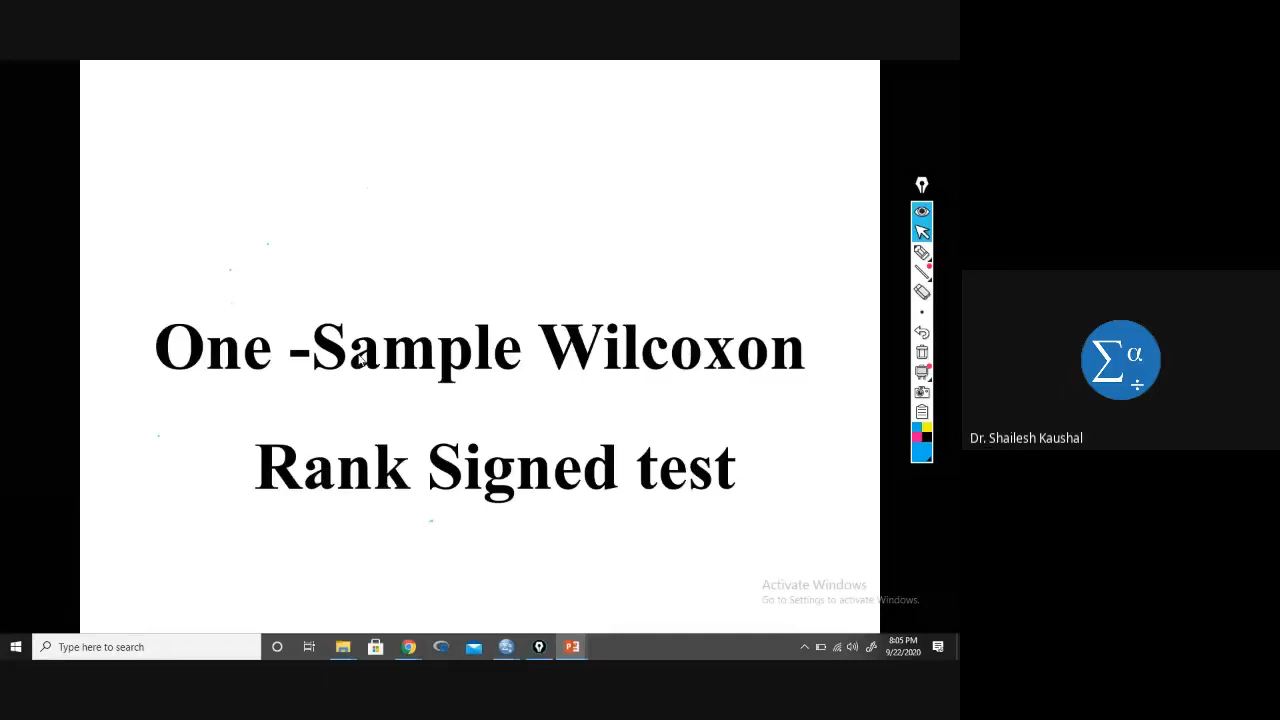 One -Sample Wilcoxon
Rank Signed test
Activate Windows
Go to Settings to activate Windows.
Σ α ÷
Dr. Shailesh Kaushal
Type here to search
8:05 PM
9/22/2020